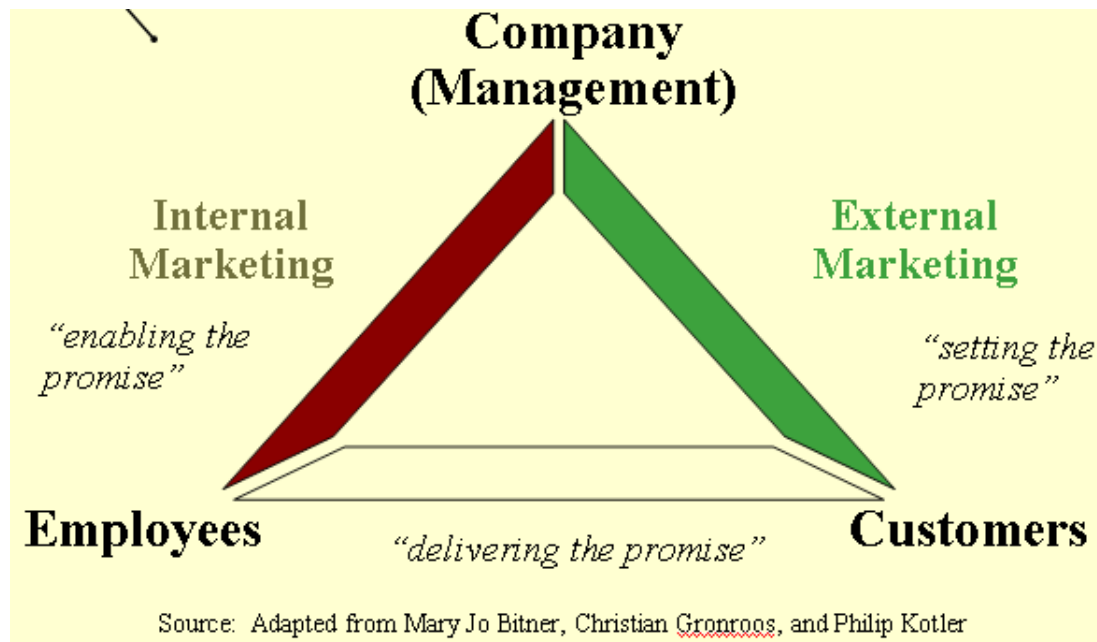 Company
(Management)
Internal
Marketing
External
Marketing
“enabling the
promise”
“setting the
promise”
Employees
Customers
“delivering the promise”
Source:  Adapted from Mary Jo Bitner, Christian Gronroos, and Philip Kotler